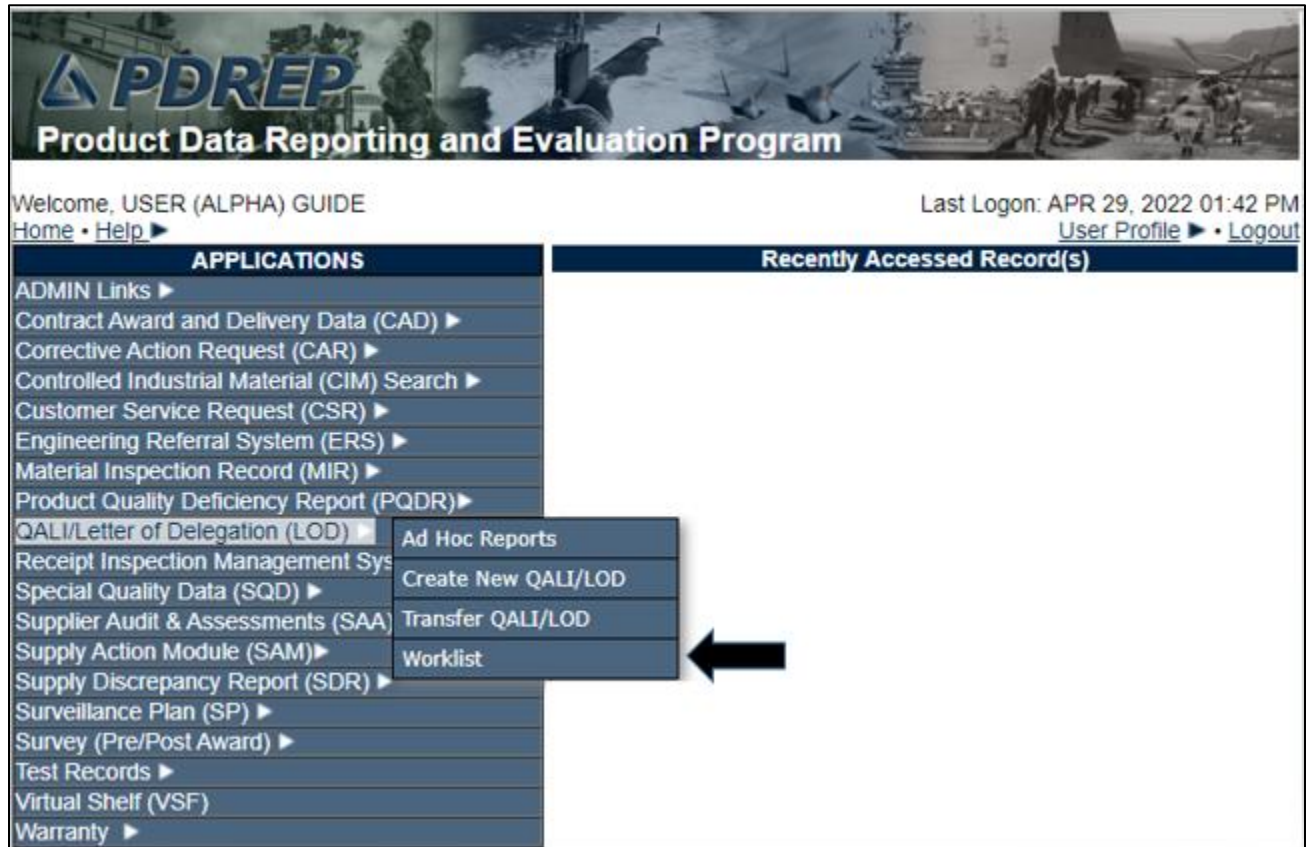 PDREP
Product Data Reporting and Evaluation Program
Welcome, USER (ALPHA) GUIDE
Last Logon: APR 29, 2022 01:42 PM
Home • Help ▶
User Profile ▶ • Logout
APPLICATIONS
Recently Accessed Record(s)
ADMIN Links ▶
Contract Award and Delivery Data (CAD) ▶
Corrective Action Request (CAR) ▶
Controlled Industrial Material (CIM) Search ▶
Customer Service Request (CSR) ▶
Engineering Referral System (ERS) ▶
Material Inspection Record (MIR) ▶
Product Quality Deficiency Report (PQDR)▶
QALI/Letter of Delegation (LOD) ▶
Ad Hoc Reports
Create New QALI/LOD
Transfer QALI/LOD
Worklist
Receipt Inspection Management Sys
Special Quality Data (SQD) ▶
Supplier Audit & Assessments (SAA)
Supply Action Module (SAM)▶
Supply Discrepancy Report (SDR) ▶
Surveillance Plan (SP) ▶
Survey (Pre/Post Award) ▶
Test Records ▶
Virtual Shelf (VSF)
Warranty ▶